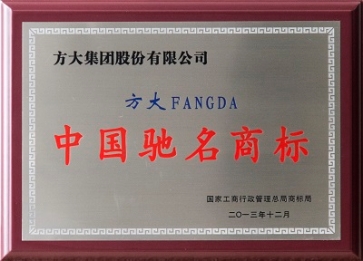 方大集团股份有限公司
方大FANGDA
中国驰名商标
国家工商行政管理总局商标局
二〇一三年十二月